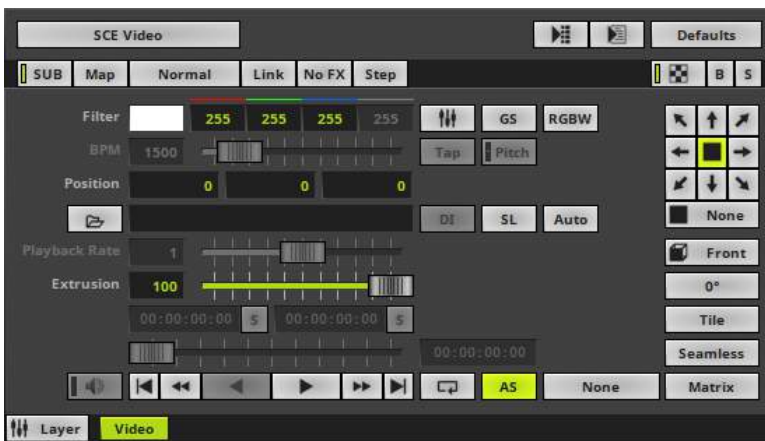 SCE Video Defaults
SUB Map Normal Link No FX Step B S
Filter 255 255 255 255 GS RGBW
BPM 1500 Tap Pitch
Position 0 0 0
None
DI SL Auto
Playback Rate 1 Front
Extrusion 100 0°
00:00:00:00 S 00:00:00:00 S Tile
00:00:00:00 Seamless
AS None Matrix
Layer Video